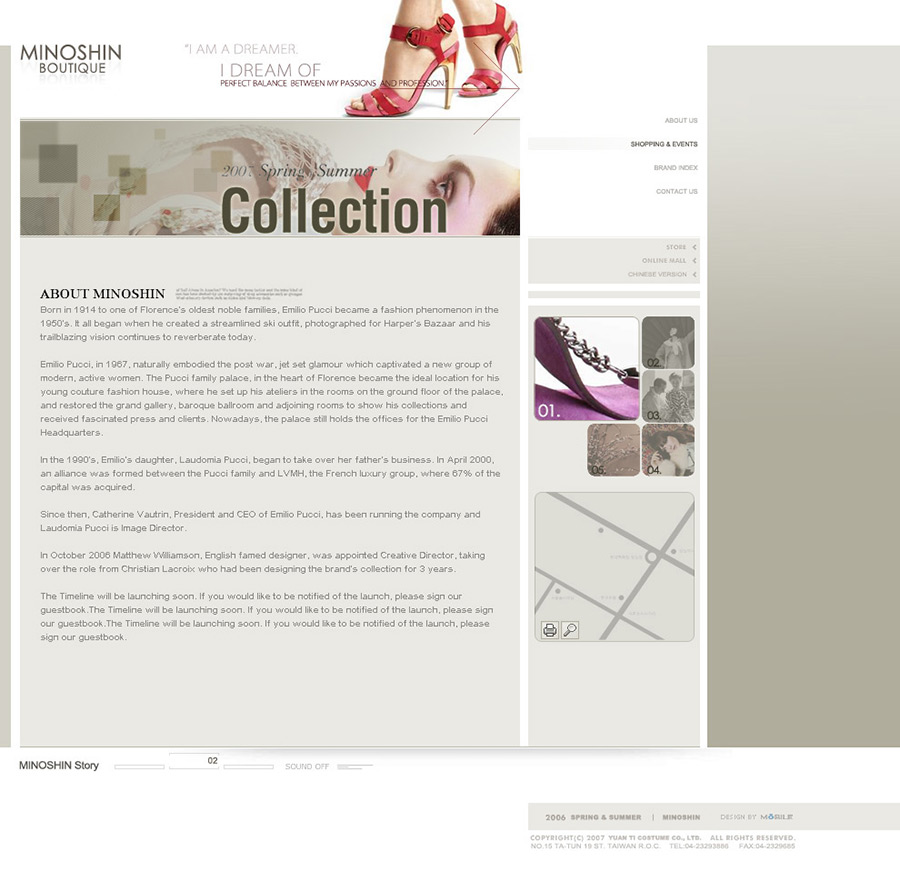 MINOSHIN
BOUTIQUE
"I AM A DREAMER.
I DREAM OF
PERFECT BALANCE BETWEEN MY PASSIONS AND PROFESSION"
ABOUT US
SHOPPING & EVENTS
BRAND INDEX
CONTACT US
2007 Spring/Summer
Collection
STORE
ONLINE MALL
CHINESE VERSION
ABOUT MINOSHIN
Born in 1914 to one of Florence's oldest noble families, Emilio Pucci became a fashion phenomenon in the
1950's. It all began when he created a streamlined ski outfit, photographed for Harper's Bazaar and his
trailblazing vision continues to reverberate today.
Emilio Pucci, in 1967, naturally embodied the post war, jet set glamour which captivated a new group of
modern, active women. The Pucci family palace, in the heart of Florence became the ideal location for his
young couture fashion house, where he set up his ateliers in the rooms on the ground floor of the palace,
and restored the grand gallery, baroque ballroom and adjoining rooms to show his collections and
received fascinated press and clients. Nowadays, the palace still holds the offices for the Emilio Pucci
Headquarters.
In the 1990's, Emilio's daughter, Laudomia Pucci, began to take over her father's business. In April 2000,
an alliance was formed between the Pucci family and LVMH, the French luxury group, where 67% of the
capital was acquired.
Since then, Catherine Vautrin, President and CEO of Emilio Pucci, has been running the company and
Laudomia Pucci is Image Director.
In October 2006 Matthew Williamson, English famed designer, was appointed Creative Director, taking
over the role from Christian Lacroix who had been designing the brand's collection for 3 years.
The Timeline will be launching soon. If you would like to be notified of the launch, please sign our
guestbook.The Timeline will be launching soon. If you would like to be notified of the launch, please sign
our guestbook.The Timeline will be launching soon. If you would like to be notified of the launch, please
sign our guestbook.
01.
02.
03.
05.
04.
MINOSHIN Story
02
SOUND OFF
2006 SPRING & SUMMER | MINOSHIN DESIGN BY
COPYRIGHT(C) 2007 YUAN TI COSTUME CO., LTD. ALL RIGHTS RESERVED.
NO.15 TA-TUN 19 ST. TAIWAN R.O.C. TEL:04-23293886 FAX:04-2329685